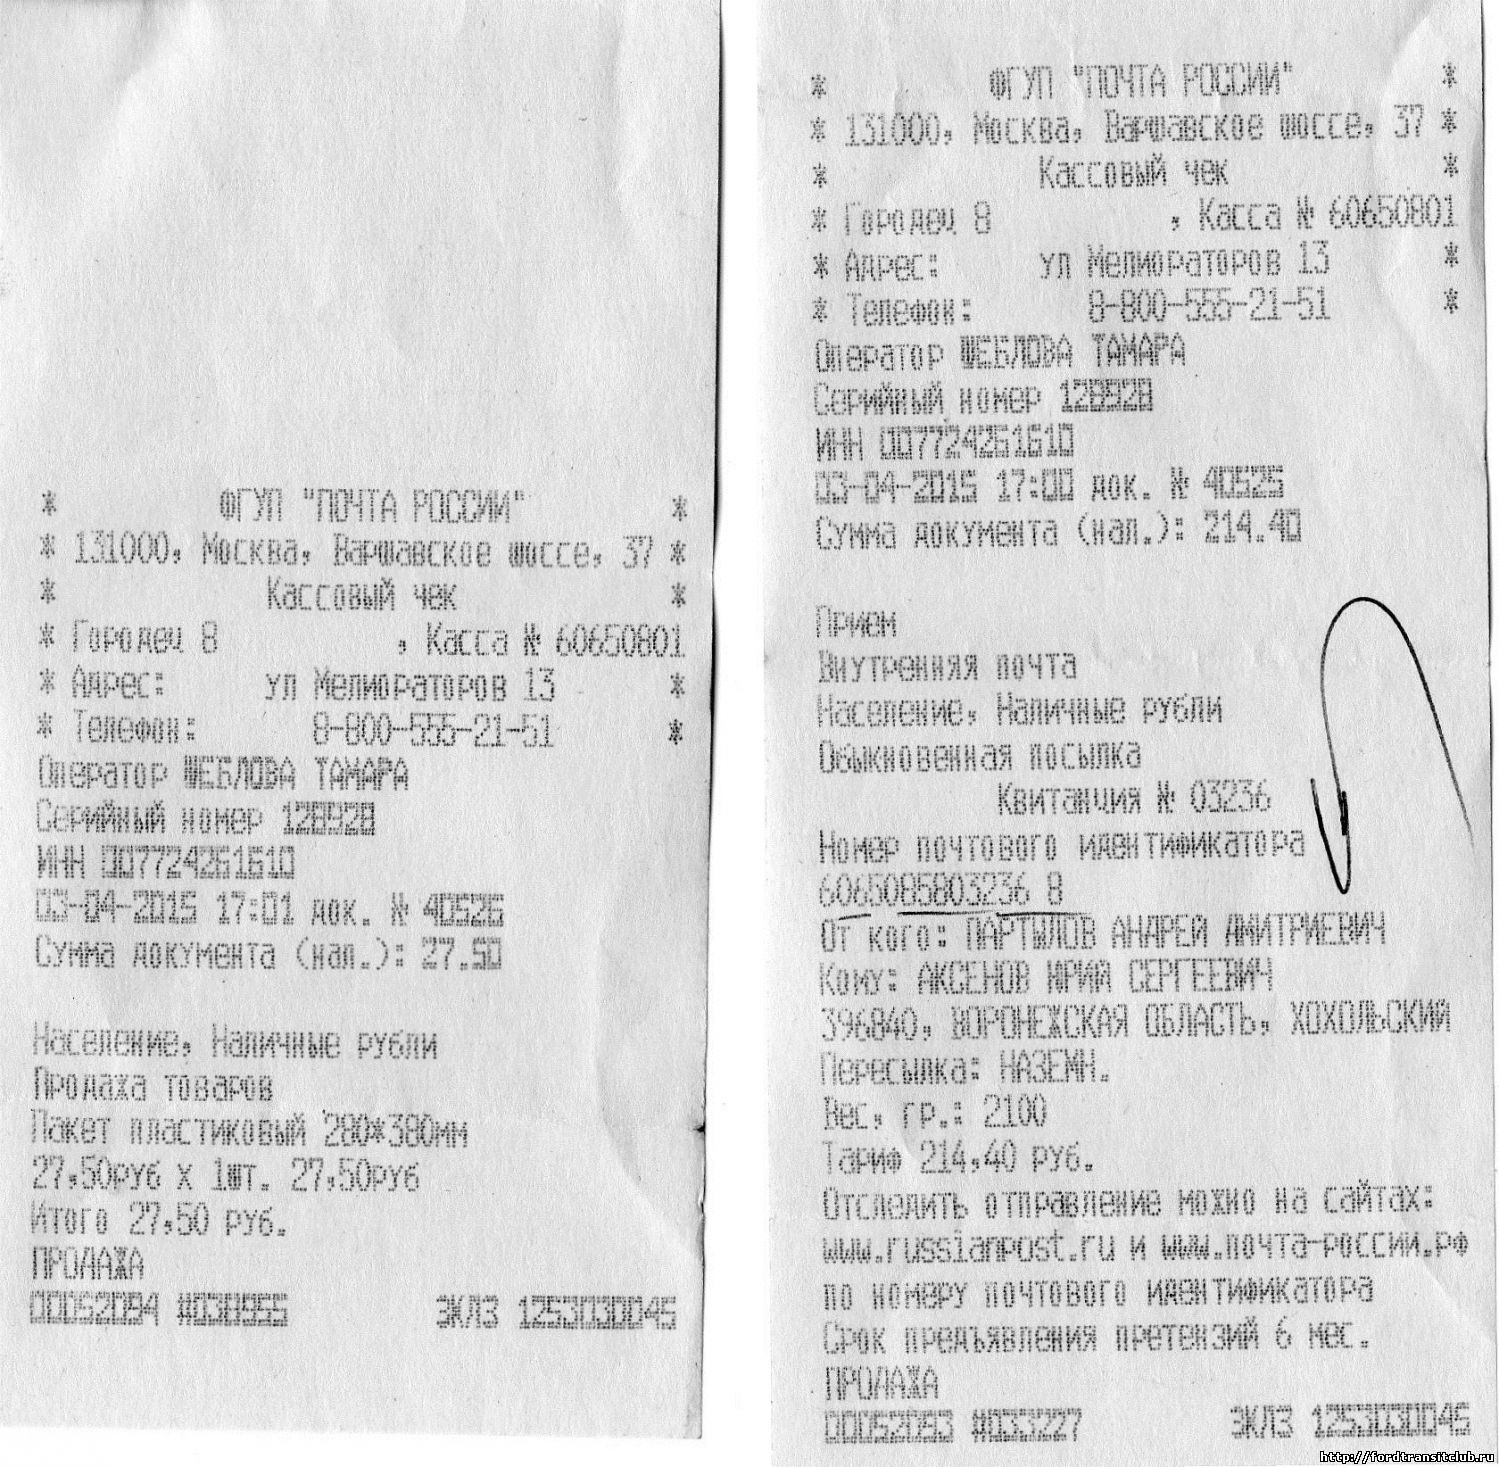 * ФГУП "ПОЧТА РОССИИ" *
* 131000, Москва, Варшавское шоссе, 37 *
* Кассовый чек *
* Городец 8 , Касса № 60650801
* Адрес: ул Мелиораторов 13 *
* Телефон: 8-800-555-21-51 *
Оператор ШЕБЛОВА ТАМАРА
Серийный номер 128928
ИНН 007724261610
03-04-2015 17:01 док. № 40526
Сумма документа (нал.): 27.50
Население, Наличные рубли
Продажа товаров
Пакет пластиковый 280*380мм
27,50руб X 1шт. 27,50руб
Итого 27,50 руб.
ПРОДАЖА
00052094 #038955 ЭКЛЗ 1253030045
* ФГУП "ПОЧТА РОССИИ" *
* 131000, Москва, Варшавское шоссе, 37 *
* Кассовый чек *
* Городец 8 , Касса № 60650801
* Адрес: ул Мелиораторов 13 *
* Телефон: 8-800-555-21-51 *
Оператор ШЕБЛОВА ТАМАРА
Серийный номер 128928
ИНН 007724261610
03-04-2015 17:00 док. № 40525
Сумма документа (нал.): 214.40
Прием
Внутренняя почта
Население, Наличные рубли
Обыкновенная посылка
Квитанция № 03236
Номер почтового идентификатора
6065085803236 8
От кого: ПАРТЫЛОВ АНДРЕЙ ДМИТРИЕВИЧ
Кому: АКСЕНОВ ЮРИЙ СЕРГЕЕВИЧ
396840, ВОРОНЕЖСКАЯ ОБЛАСТЬ, ХОХОЛЬСКИЙ
Пересылка: НАЗЕМН.
Вес, гр.: 2100
Тариф 214,40 руб.
Отследить отправление можно на сайтах:
www.russianpost.ru и www.почта-россии.рф
по номеру почтового идентификатора
Срок предъявления претензий 6 мес.
ПРОДАЖА
00052093 #033227 ЭКЛЗ 1253030045
http://fordtransitclub.ru